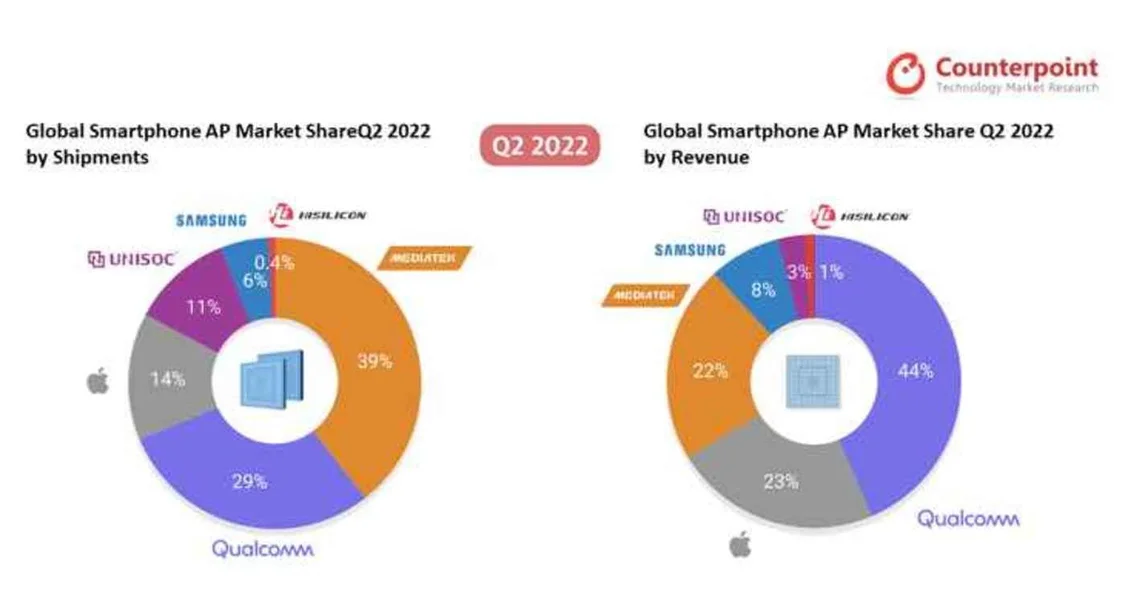 Counterpoint
Technology Market Research
Global Smartphone AP Market ShareQ2 2022
by Shipments
Q2 2022
Global Smartphone AP Market Share Q2 2022
by Revenue
SAMSUNG
HISILICON
UNISOC
MEDIATEK
0.4%
6%
11%
39%
14%
29%
Qualcomm
UNISOC
HISILICON
SAMSUNG
MEDIATEK
3%
1%
8%
22%
44%
23%
Qualcomm